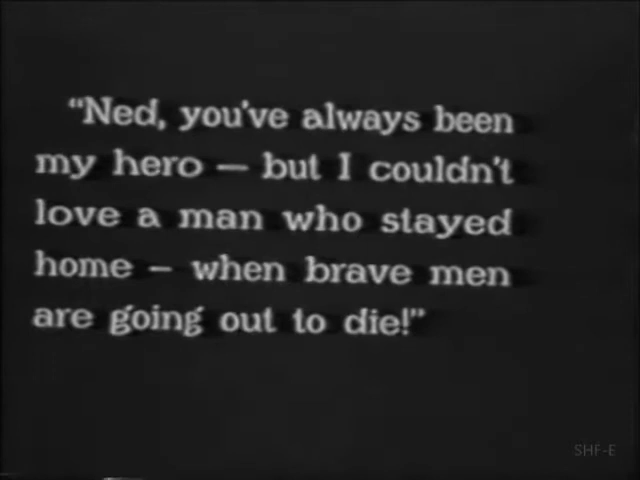 “Ned, you've always been
my hero — but I couldn't
love a man who stayed
home — when brave men
are going out to die!”
SHF-E